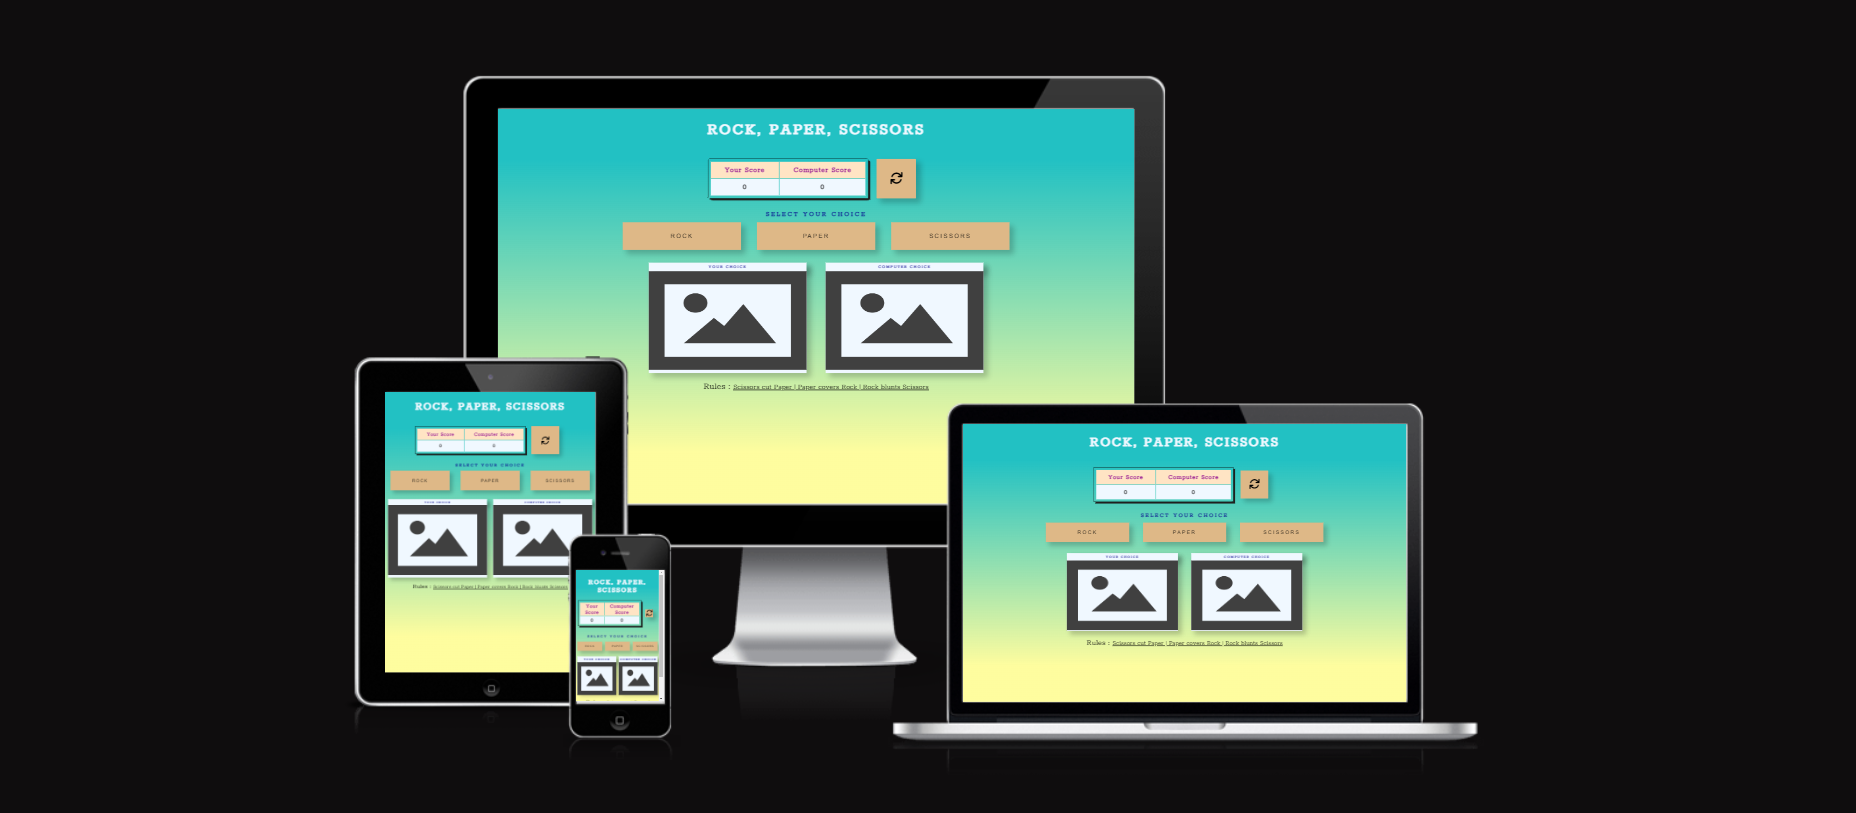 ROCK, PAPER, SCISSORS
Your Score Computer Score
0 0
SELECT YOUR CHOICE
ROCK PAPER SCISSORS
YOUR CHOICE COMPUTER CHOICE
Rules : Scissors cut Paper | Paper covers Rock | Rock blunts Scissors
ROCK, PAPER, SCISSORS
Your Score Computer Score
0 0
SELECT YOUR CHOICE
ROCK PAPER SCISSORS
YOUR CHOICE COMPUTER CHOICE
Rules : Scissors cut Paper | Paper covers Rock | Rock blunts Scissors
ROCK, PAPER,
SCISSORS
Your Computer
Score Score
0 0
SELECT YOUR CHOICE
YOUR CHOICE COMPUTER CHOICE
ROCK, PAPER, SCISSORS
Your Score Computer Score
0 0
SELECT YOUR CHOICE
ROCK PAPER SCISSORS
YOUR CHOICE COMPUTER CHOICE
Rules : Scissors cut Paper | Paper covers Rock | Rock blunts Scissors